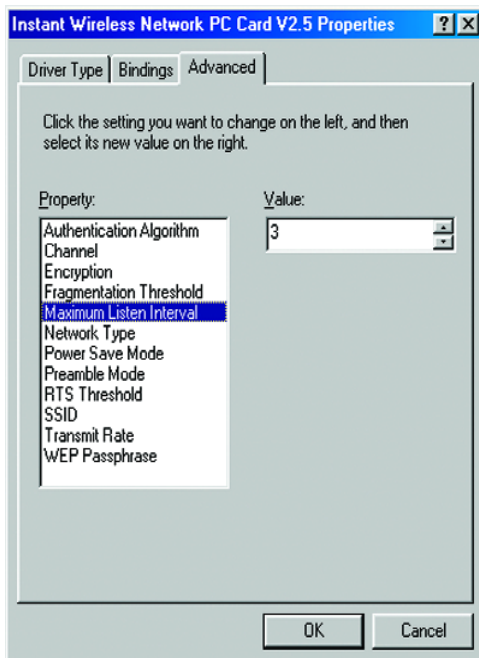 Instant Wireless Network PC Card V2.5 Properties
Driver Type Bindings Advanced
Click the setting you want to change on the left, and then
select its new value on the right.
Property: Value:
Authentication Algorithm 3
Channel
Encryption
Fragmentation Threshold
Maximum Listen Interval
Network Type
Power Save Mode
Preamble Mode
RTS Threshold
SSID
Transmit Rate
WEP Passphrase
OK Cancel